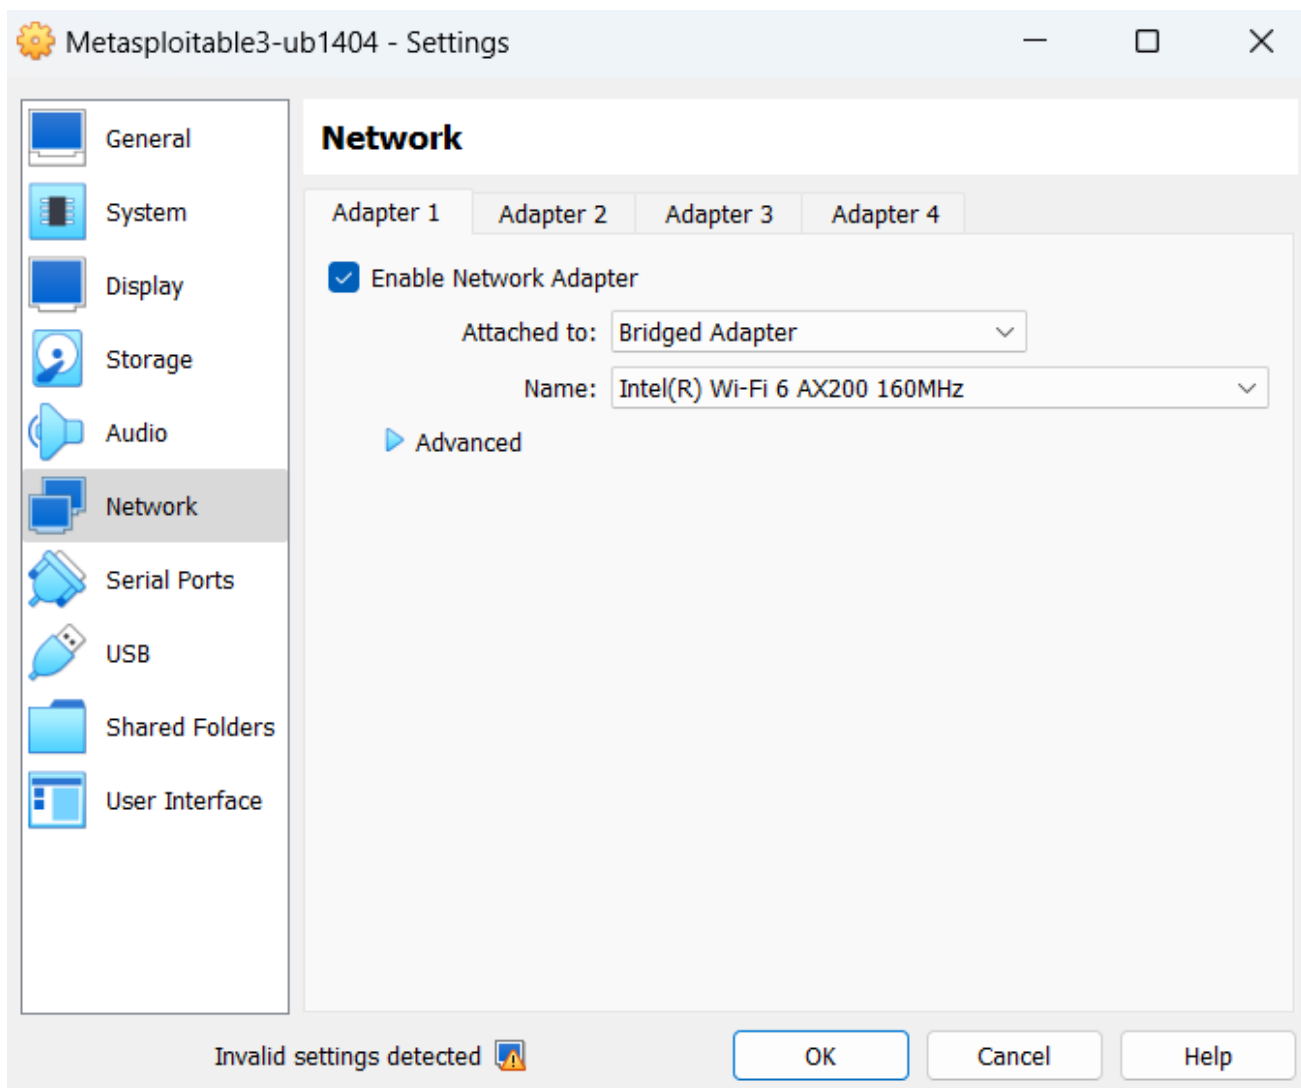 Metasploitable3-ub1404 - Settings
General
System
Display
Storage
Audio
Network
Serial Ports
USB
Shared Folders
User Interface
Network
Adapter 1 Adapter 2 Adapter 3 Adapter 4
Enable Network Adapter
Attached to: Bridged Adapter
Name: Intel(R) Wi-Fi 6 AX200 160MHz
Advanced
Invalid settings detected OK Cancel Help